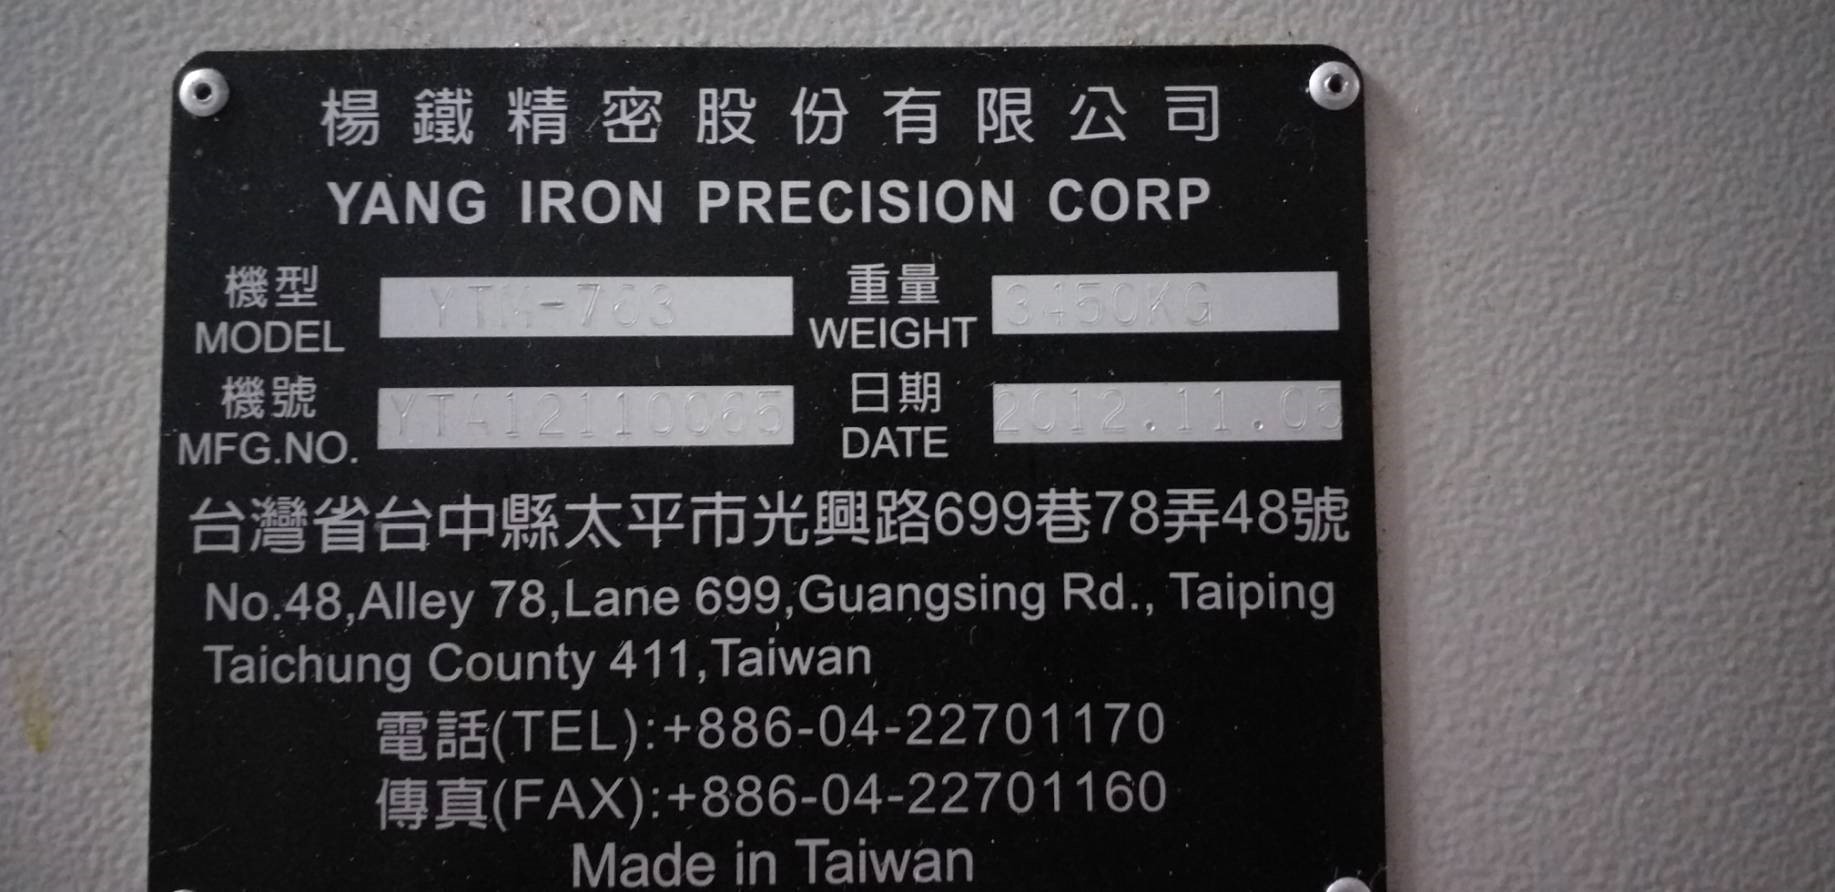 楊鐵精密股份有限公司
YANG IRON PRECISION CORP
機型 重量
MODEL WEIGHT 3450KG
機號 日期
MFG.NO. YTA12110065 DATE 2012.11.05
台灣省台中縣太平市光興路699巷78弄48號
No.48,Alley 78,Lane 699,Guangsing Rd., Taiping
Taichung County 411,Taiwan
電話(TEL):+886-04-22701170
傳真(FAX):+886-04-22701160
Made in Taiwan